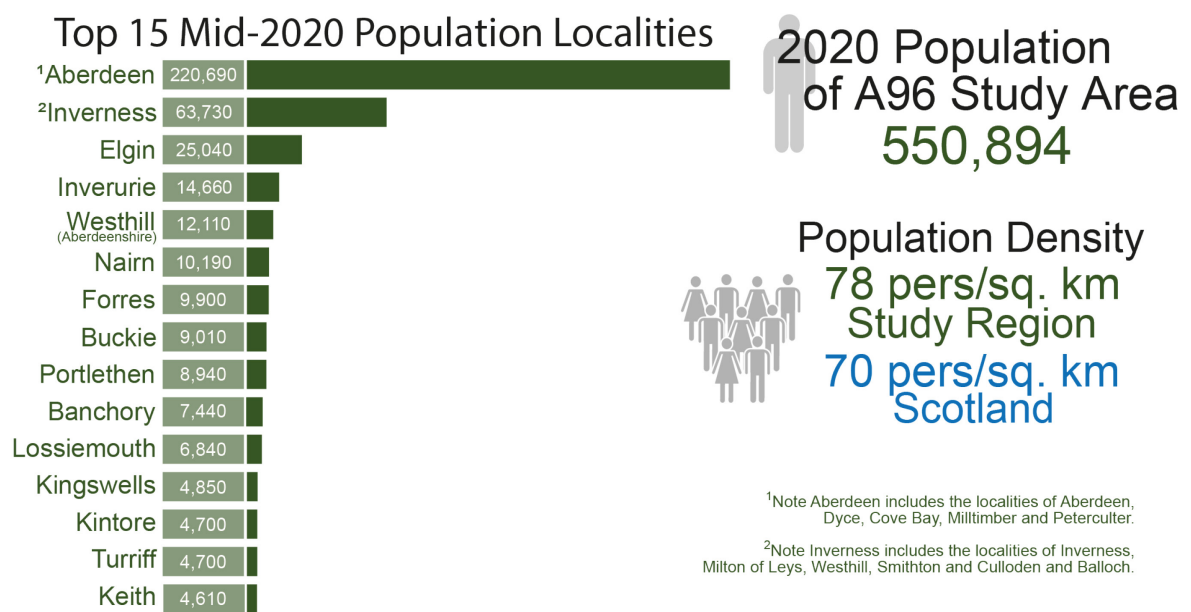 Top 15 Mid-2020 Population Localities
¹Aberdeen 220,690
²Inverness 63,730
Elgin 25,040
Inverurie 14,660
Westhill 12,110
(Aberdeenshire)
Nairn 10,190
Forres 9,900
Buckie 9,010
Portlethen 8,940
Banchory 7,440
Lossiemouth 6,840
Kingswells 4,850
Kintore 4,700
Turriff 4,700
Keith 4,610
2020 Population
of A96 Study Area
550,894
Population Density
78 pers/sq. km
Study Region
70 pers/sq. km
Scotland
¹Note Aberdeen includes the localities of Aberdeen,
Dyce, Cove Bay, Milltimber and Peterculter.
²Note Inverness includes the localities of Inverness,
Milton of Leys, Westhill, Smithton and Culloden and Balloch.